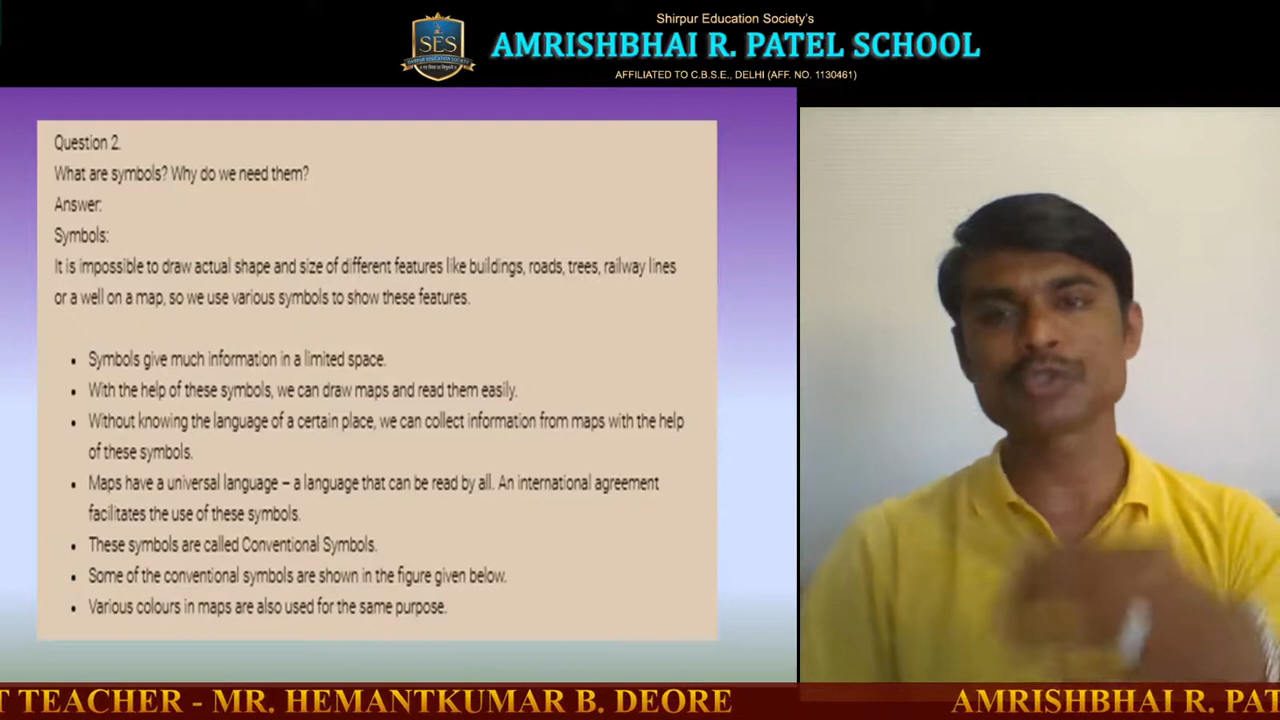 Shirpur Education Society's
SES
SHIRPUR EDUCATION SOCIETY
AMRISHBHAI R. PATEL SCHOOL
AFFILIATED TO C.B.S.E., DELHI (AFF. NO. 1130461)
Question 2.
What are symbols? Why do we need them?
Answer:
Symbols:
It is impossible to draw actual shape and size of different features like buildings, roads, trees, railway lines
or a well on a map, so we use various symbols to show these features.
• Symbols give much information in a limited space.
• With the help of these symbols, we can draw maps and read them easily.
• Without knowing the language of a certain place, we can collect information from maps with the help
of these symbols.
• Maps have a universal language – a language that can be read by all. An international agreement
facilitates the use of these symbols.
• These symbols are called Conventional Symbols.
• Some of the conventional symbols are shown in the figure given below.
• Various colours in maps are also used for the same purpose.
T TEACHER - MR. HEMANTKUMAR B. DEORE
AMRISHBHAI R. PAT